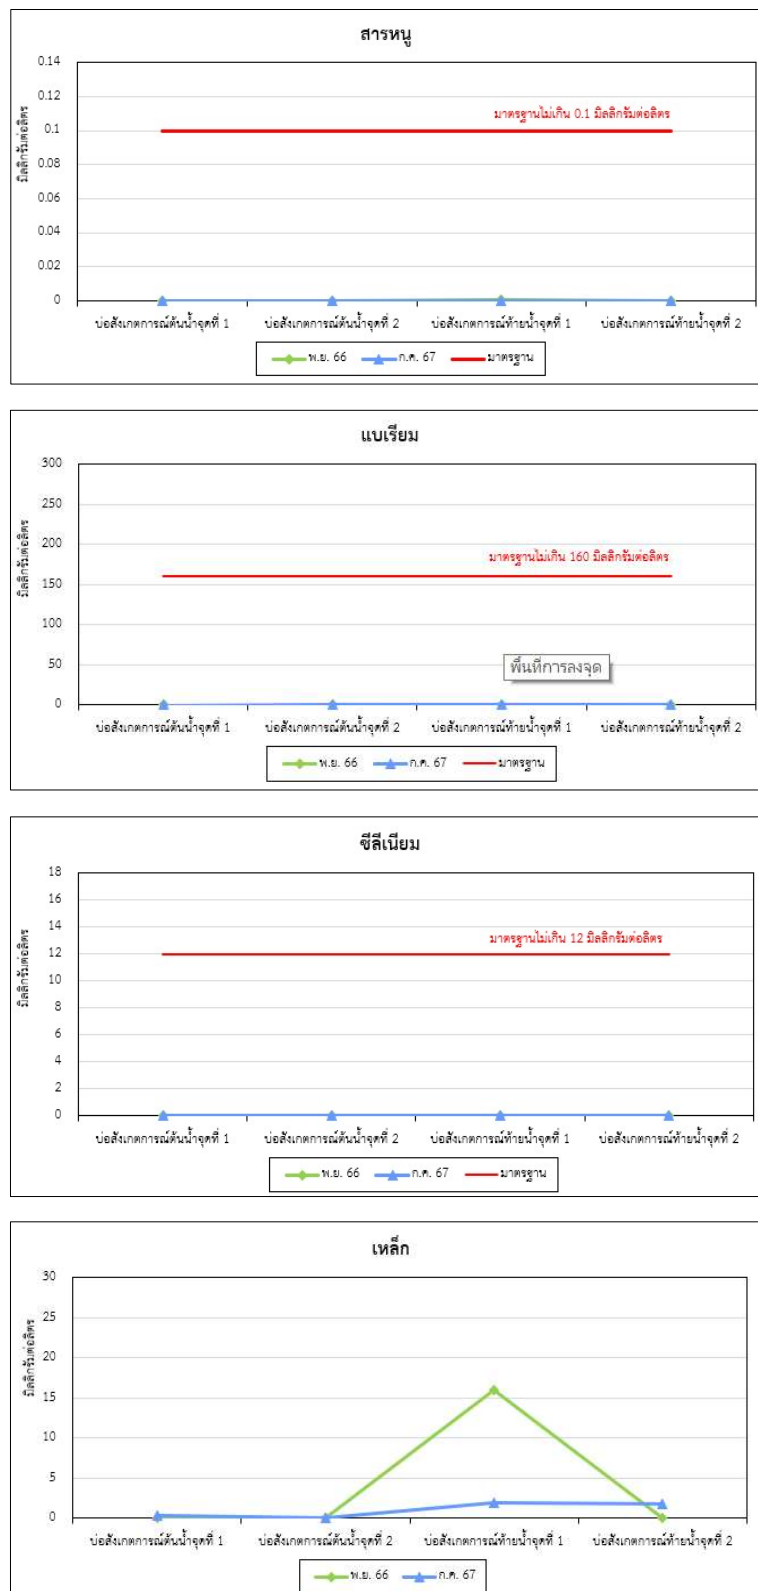 สารหนู
มิลลิกรัมต่อลิตร
0.14
0.12
0.1
0.08
0.06
0.04
0.02
0
มาตรฐานไม่เกิน 0.1 มิลลิกรัมต่อลิตร
บ่อสังเกตการณ์ต้นน้ำจุดที่ 1 บ่อสังเกตการณ์ต้นน้ำจุดที่ 2 บ่อสังเกตการณ์ท้ายน้ำจุดที่ 1 บ่อสังเกตการณ์ท้ายน้ำจุดที่ 2
พ.ย. 66 ก.ค. 67 มาตรฐาน
แบเรียม
มิลลิกรัมต่อลิตร
300
250
200
150
100
50
0
มาตรฐานไม่เกิน 160 มิลลิกรัมต่อลิตร
พื้นที่การลงจุด
บ่อสังเกตการณ์ต้นน้ำจุดที่ 1 บ่อสังเกตการณ์ต้นน้ำจุดที่ 2 บ่อสังเกตการณ์ท้ายน้ำจุดที่ 1 บ่อสังเกตการณ์ท้ายน้ำจุดที่ 2
พ.ย. 66 ก.ค. 67 มาตรฐาน
ซีลีเนียม
มิลลิกรัมต่อลิตร
18
16
14
12
10
8
6
4
2
0
มาตรฐานไม่เกิน 12 มิลลิกรัมต่อลิตร
บ่อสังเกตการณ์ต้นน้ำจุดที่ 1 บ่อสังเกตการณ์ต้นน้ำจุดที่ 2 บ่อสังเกตการณ์ท้ายน้ำจุดที่ 1 บ่อสังเกตการณ์ท้ายน้ำจุดที่ 2
พ.ย. 66 ก.ค. 67 มาตรฐาน
เหล็ก
มิลลิกรัมต่อลิตร
30
25
20
15
10
5
0
บ่อสังเกตการณ์ต้นน้ำจุดที่ 1 บ่อสังเกตการณ์ต้นน้ำจุดที่ 2 บ่อสังเกตการณ์ท้ายน้ำจุดที่ 1 บ่อสังเกตการณ์ท้ายน้ำจุดที่ 2
พ.ย. 66 ก.ค. 67